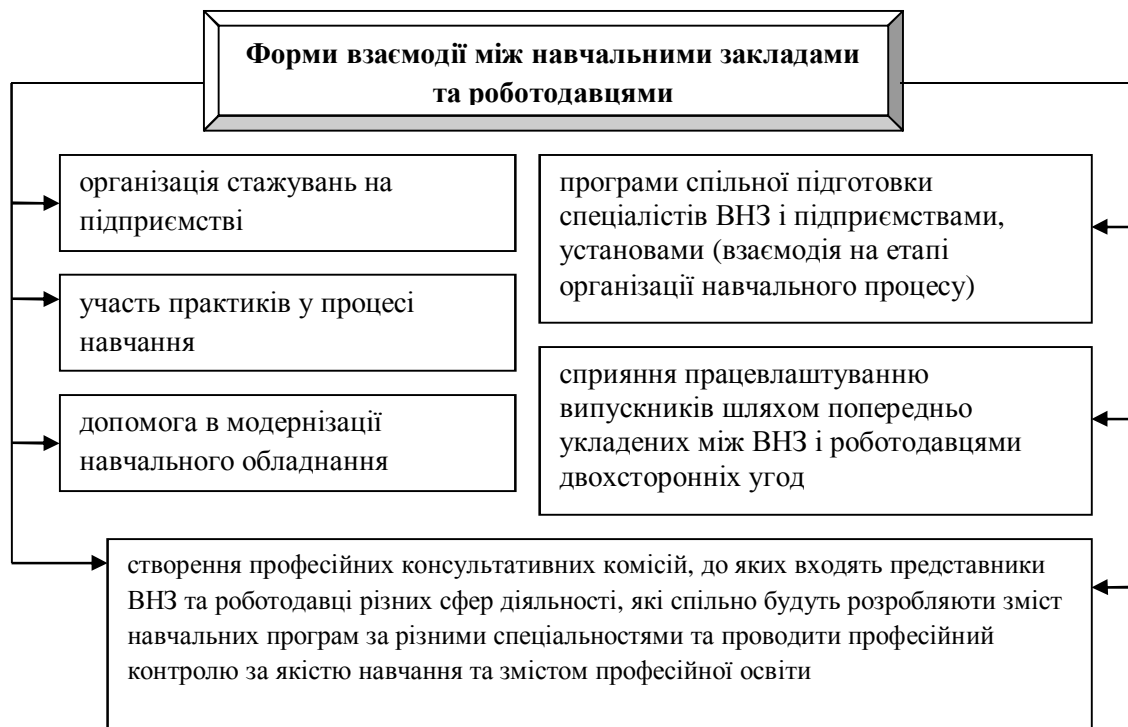 Форми взаємодії між навчальними закладами
та роботодавцями
організація стажувань на
підприємстві
участь практиків у процесі
навчання
допомога в модернізації
навчального обладнання
програми спільної підготовки
спеціалістів ВНЗ і підприємствами,
установами (взаємодія на етапі
організації навчального процесу)
сприяння працевлаштуванню
випускників шляхом попередньо
укладених між ВНЗ і роботодавцями
двохсторонніх угод
створення професійних консультативних комісій, до яких входять представники
ВНЗ та роботодавці різних сфер діяльності, які спільно будуть розробляюти зміст
навчальних програм за різними спеціальностями та проводити професійний
контролю за якістю навчання та змістом професійної освіти